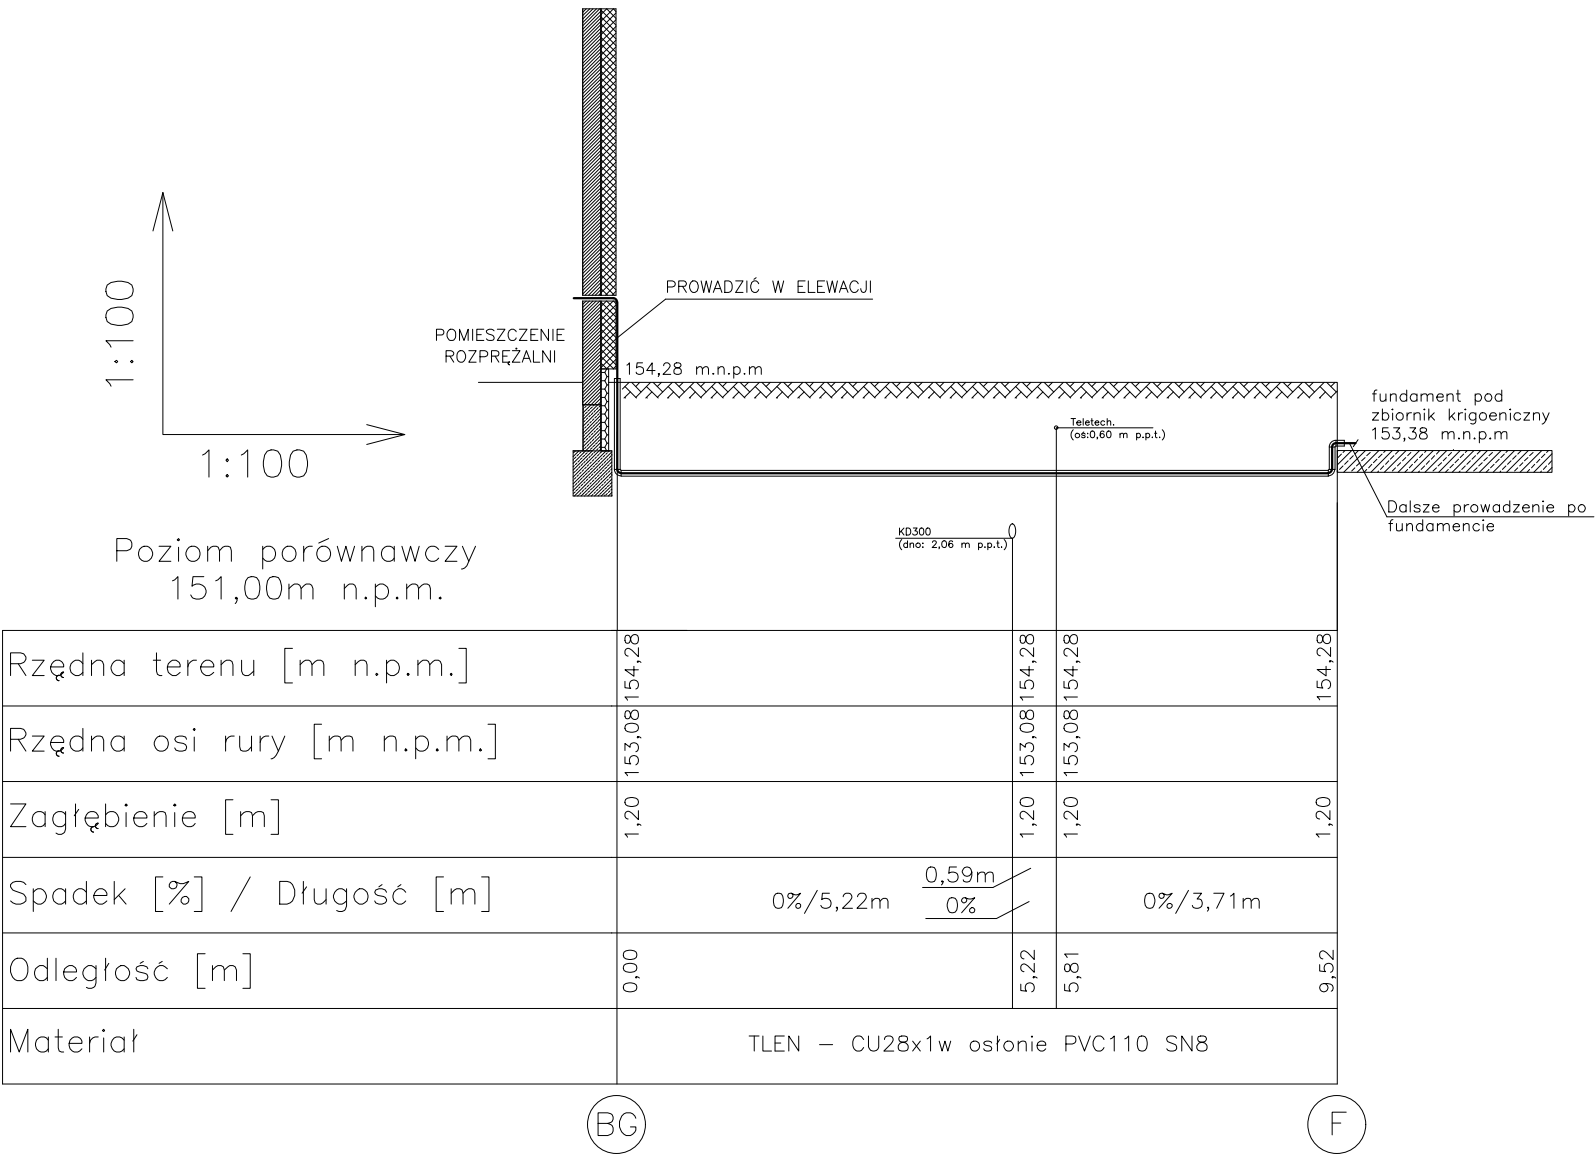 1:100
1:100
PROWADZIĆ W ELEWACJI
POMIESZCZENIE
ROZPRĘŻALNI
154,28 m.n.p.m
Teletech.
(oś:0,60 m p.p.t.)
fundament pod
zbiornik krigoeniczny
153,38 m.n.p.m
Dalsze prowadzenie po
fundamencie
KD300
(dno: 2,06 m p.p.t.)
Poziom porównawczy
151,00m n.p.m.
Rzędna terenu [m n.p.m.] 154,28 154,28 154,28 154,28
Rzędna osi rury [m n.p.m.] 153,08 153,08 153,08
Zagłębienie [m] 1,20 1,20 1,20 1,20
Spadek [%] / Długość [m] 0%/5,22m 0,59m 0% 0%/3,71m
Odległość [m] 0,00 5,22 5,81 9,52
Materiał TLEN – CU28x1w osłonie PVC110 SN8
BG F